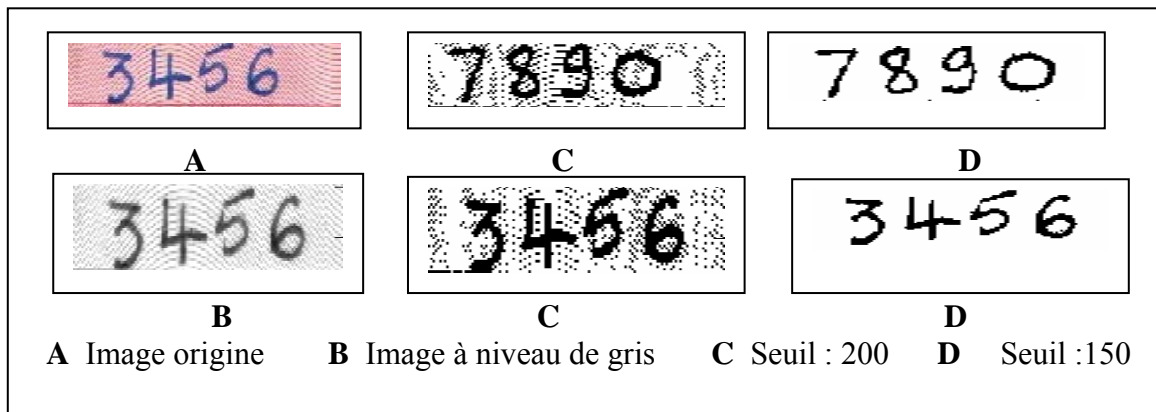 3456 7890 7890
A C D
3456 3456 3456
B C D
A Image origine B Image à niveau de gris C Seuil : 200 D Seuil :150